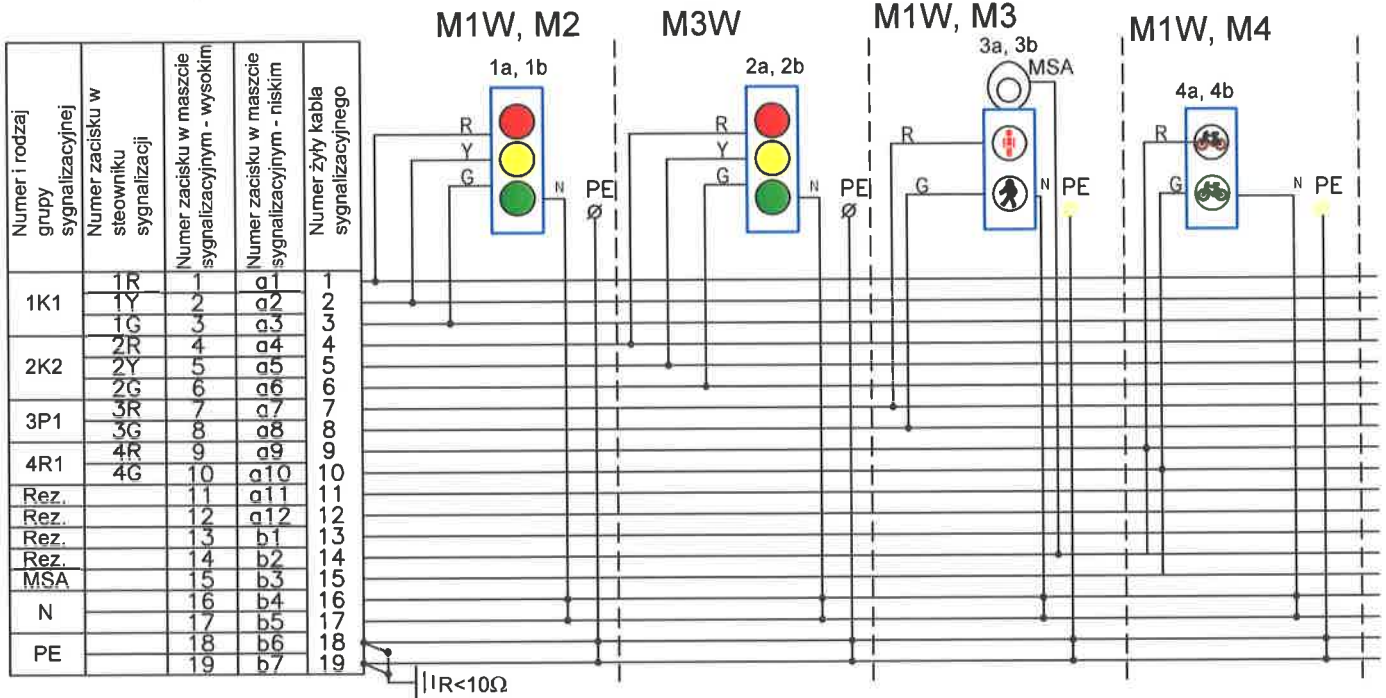 M1W, M2
M3W
M1W, M3
M1W, M4
Numer i rodzaj
grupy
sygnalizacyjnej
Numer zacisku w
steowniku
sygnalizacji
Numer zacisku w maszcie
sygnalizacyjnym - wysokim
Numer zacisku w maszcie
sygnalizacyjnym - niskim
Numer żyły kabla
sygnalizacyjnego
1a, 1b
R
Y
G
N
PE
2a, 2b
R
Y
G
N
PE
3a, 3b
MSA
R
G
N
PE
4a, 4b
R
G
N
PE
1K1
1R 1 a1 1
1Y 2 a2 2
1G 3 a3 3
2K2
2R 4 a4 4
2Y 5 a5 5
2G 6 a6 6
3P1
3R 7 a7 7
3G 8 a8 8
4R1
4R 9 a9 9
4G 10 a10 10
Rez. 11 a11 11
Rez. 12 a12 12
Rez. 13 b1 13
Rez. 14 b2 14
MSA 15 b3 15
N
16 b4 16
17 b5 17
PE
18 b6 18
19 b7 19
R<10Ω